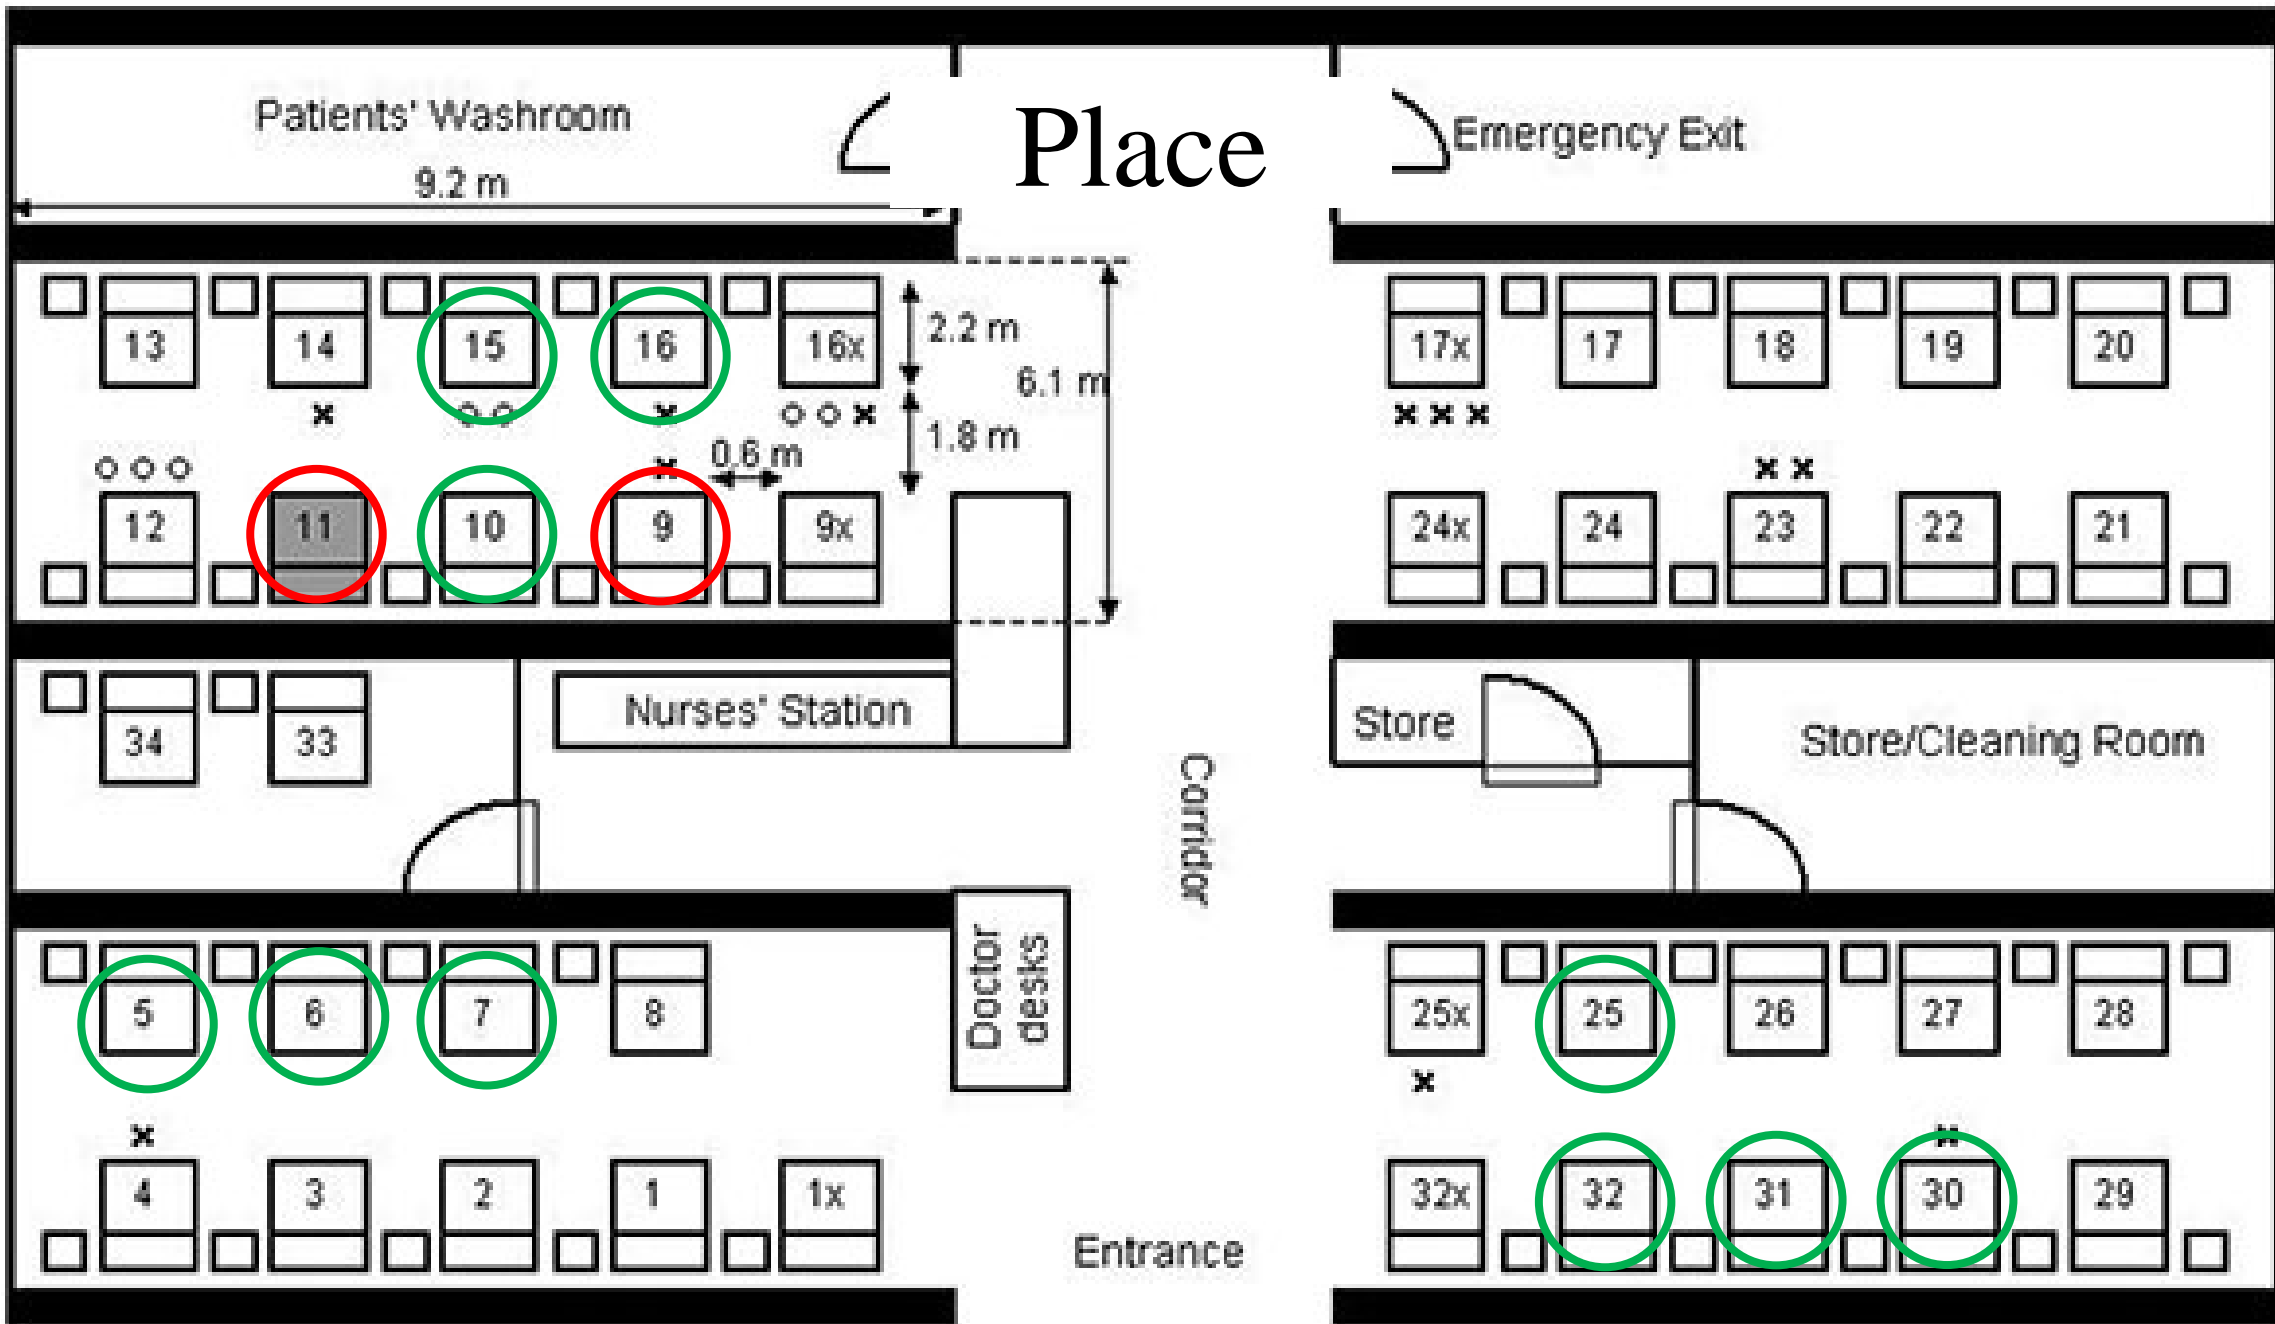 Place
Patients' Washroom
Emergency Exit
9.2 m
13 14 15 16 16x
2.2 m
17x 17 18 19 20
6.1 m
x o o x o o x
1.8 m
x x x
o o o x
0.6 m
x x
12 11 10 9 9x
24x 24 23 22 21
34 33
Nurses' Station
Store
Store/Cleaning Room
Corridor
5 6 7 8
Doctor
desks
25x 25 26 27 28
x
x
x
4 3 2 1 1x
32x 32 31 30 29
Entrance